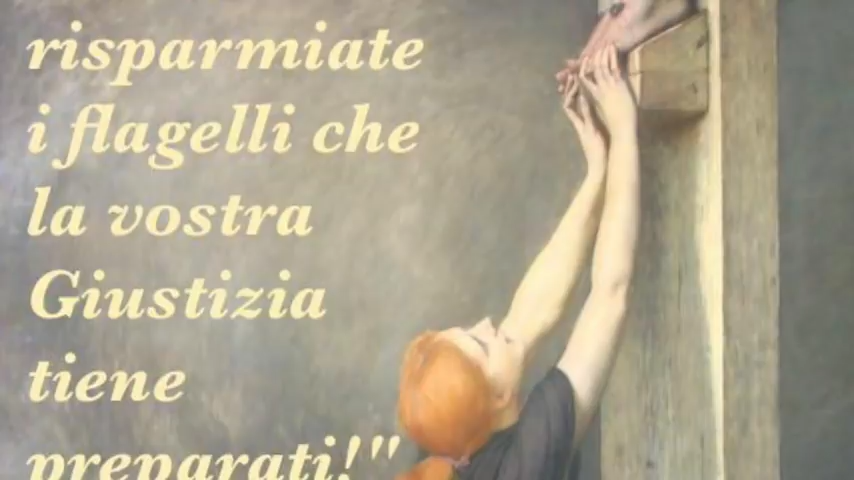 risparmiate
i flagelli che
la vostra
Giustizia
tiene
preparati!"